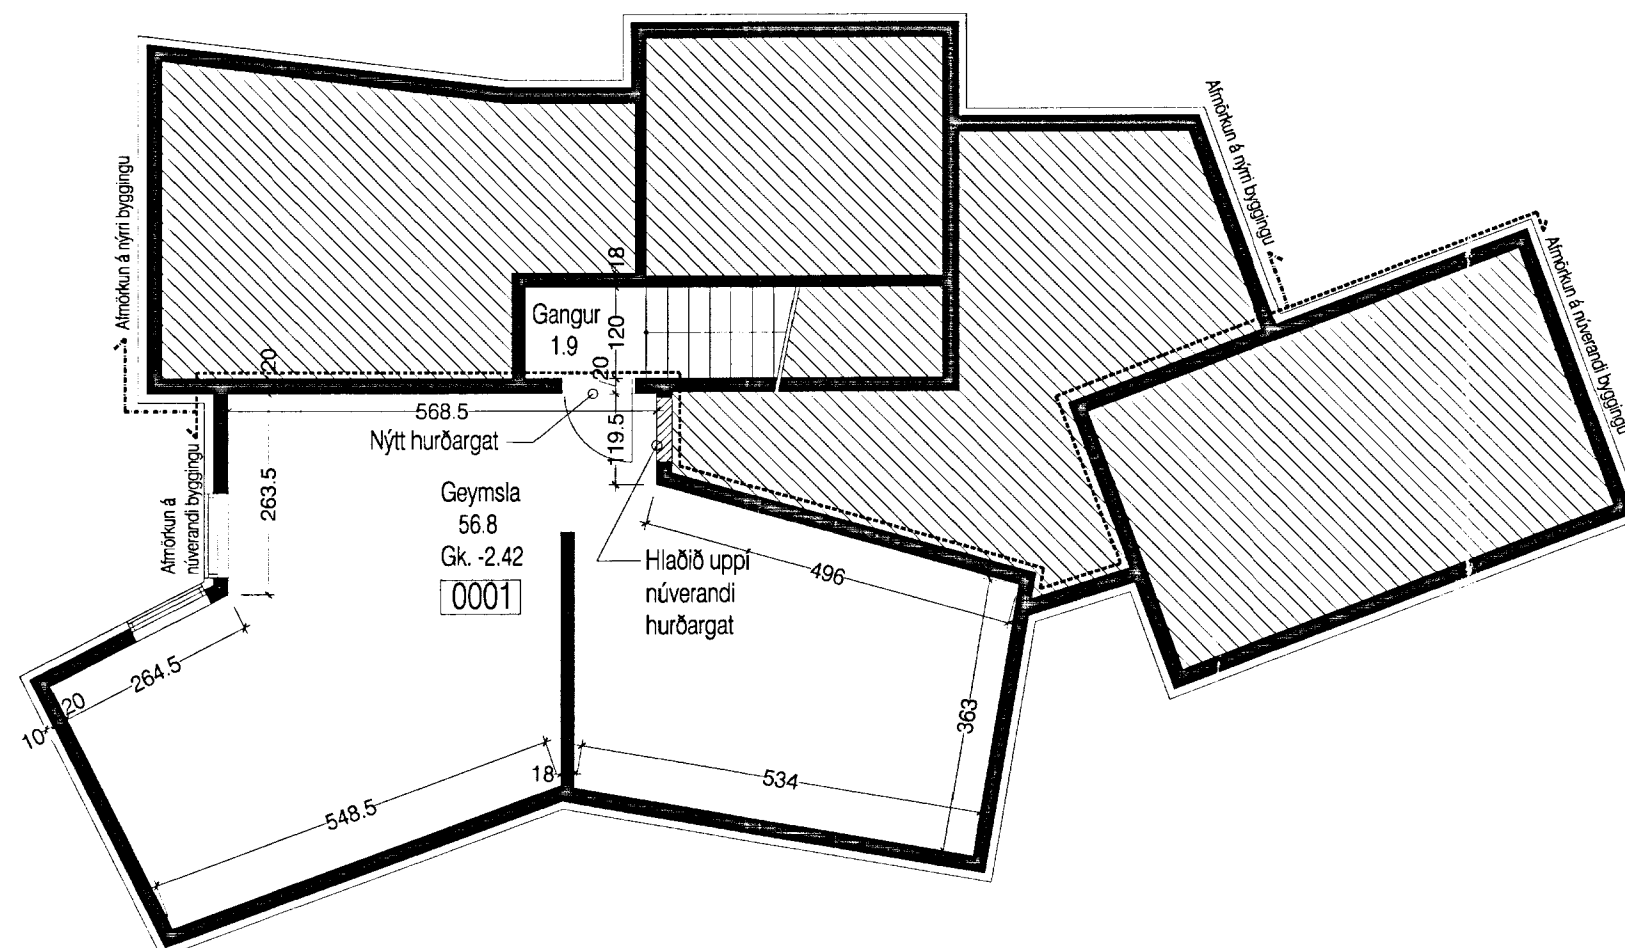 Afmörkun á nýrri byggingu
Afmörkun á nýrri byggingu
Afmörkun á núverandi byggingu
18
Gangur
1.9
120
20
20
568.5
Nýtt hurðargat
119.5
263.5
Afmörkun á
núverandi byggingu
Geymsla
56.8
Gk. -2.42
0001
Hlaðið uppí
núverandi
hurðargat
496
264.5
20
10
363
18
534
548.5